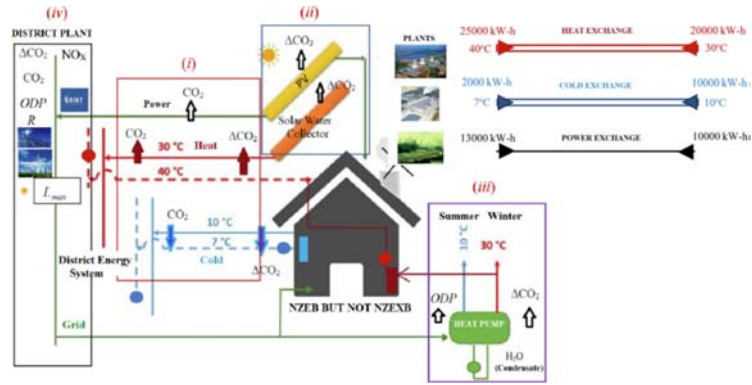 (iv)
DISTRICT PLANT
ΔCO₂ NOx
CO₂
ODP
R
Lmax
District Energy
System
Grid
(i)
CO₂
Power
CO₂
30 °C Heat
ΔCO₂
40 °C
CO₂
10 °C
7 °C
Cold
ΔCO₂
(ii)
ΔCO₂
PV
ΔCO₂
Solar Water
Collector
NZEB BUT NOT NZEXB
(iii)
Summer Winter
10 °C
30 °C
ODP
ΔCO₂
HEAT PUMP
H₂O
(Condensate)
PLANTS
25000 kW-h
HEAT EXCHANGE
20000 kW-h
40°C
30°C
2000 kW-h
COLD EXCHANGE
10000 kW-h
7°C
10°C
13000 kW-h
POWER EXCHANGE
10000 kW-h